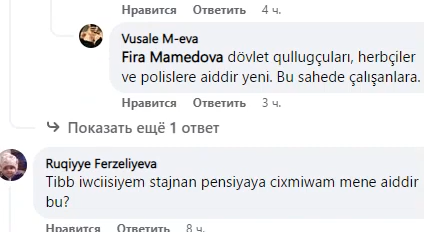 Нравится Ответить 4 ч.
Vusale M-eva
Fira Mamedova dövlet qullugçuları, herbçiler
ve polislere aiddir yeni. Bu sahede çalışanlara.
Нравится Ответить 3 ч.
Показать ещё 1 ответ
Ruqiyye Ferzeliyeva
Tibb iwciisiyem stajnan pensiyaya cixmiwam mene aiddir
bu?
Нравится Ответить 8 ч.